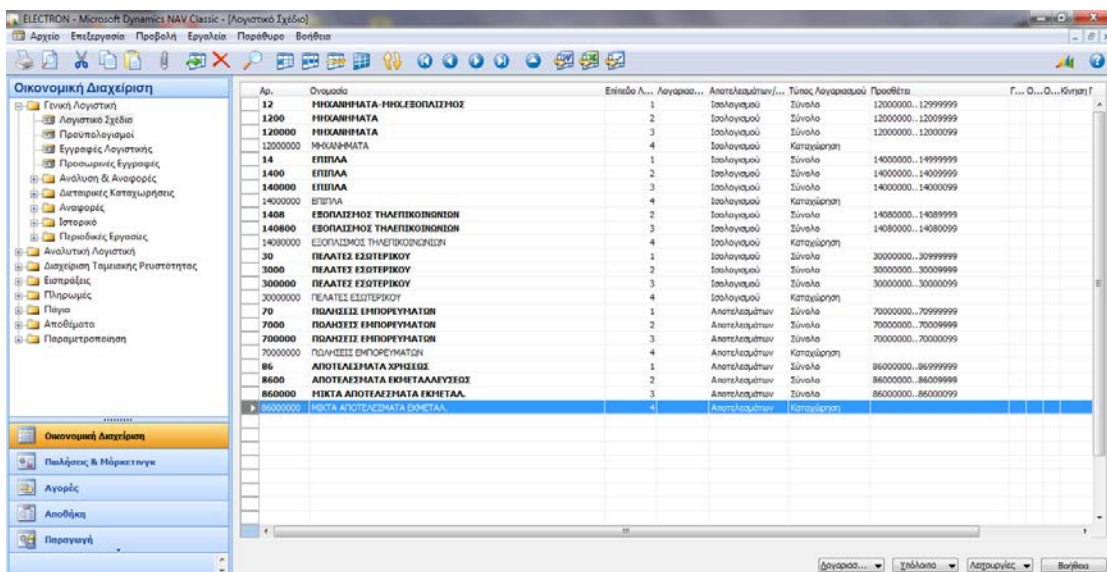 ELECTRON - Microsoft Dynamics NAV Classic - [Λογιστικό Σχέδιο]
Αρχείο Επεξεργασία Προβολή Εργαλεία Παράθυρο Βοήθεια
Οικονομική Διαχείριση
Γενική Λογιστική
Λογιστικό Σχέδιο
Προϋπολογισμοί
Εγγραφές Λογιστικής
Προσωρινές Εγγραφές
Ανάλυση & Αναφορές
Διεταιρικές Καταχωρήσεις
Αναφορές
Ιστορικό
Περιοδικές Εργασίες
Αναλυτική Λογιστική
Διαχείριση Ταμειακής Ρευστότητας
Εισπράξεις
Πληρωμές
Πάγια
Αποθέματα
Παραμετροποίηση
Οικονομική Διαχείριση
Πωλήσεις & Μάρκετινγκ
Αγορές
Αποθήκη
Παραγωγή
Αρ. Ονομασία Επίπεδο Λ... Λογαριασ... Αποτελεσμάτων/... Τύπος Λογαριασμού Προσθέτει Γ... Ο... Ο... Κίνηση Γ
12 ΜΗΧΑΝΗΜΑΤΑ-ΜΗΧ.ΕΞΟΠΛΙΣΜΟΣ 1 Ισολογισμού Σύνολο 12000000..12999999
1200 ΜΗΧΑΝΗΜΑΤΑ 2 Ισολογισμού Σύνολο 12000000..12009999
120000 ΜΗΧΑΝΗΜΑΤΑ 3 Ισολογισμού Σύνολο 12000000..12000099
12000000 ΜΗΧΑΝΗΜΑΤΑ 4 Ισολογισμού Καταχώρηση
14 ΕΠΙΠΛΑ 1 Ισολογισμού Σύνολο 14000000..14999999
1400 ΕΠΙΠΛΑ 2 Ισολογισμού Σύνολο 14000000..14009999
140000 ΕΠΙΠΛΑ 3 Ισολογισμού Σύνολο 14000000..14000099
14000000 ΕΠΙΠΛΑ 4 Ισολογισμού Καταχώρηση
1408 ΕΞΟΠΛΙΣΜΟΣ ΤΗΛΕΠΙΚΟΙΝΩΝΙΩΝ 2 Ισολογισμού Σύνολο 14080000..14089999
140800 ΕΞΟΠΛΙΣΜΟΣ ΤΗΛΕΠΙΚΟΙΝΩΝΙΩΝ 3 Ισολογισμού Σύνολο 14080000..14080099
14080000 ΕΞΟΠΛΙΣΜΟΣ ΤΗΛΕΠΙΚΟΙΝΩΝΙΩΝ 4 Ισολογισμού Καταχώρηση
30 ΠΕΛΑΤΕΣ ΕΣΩΤΕΡΙΚΟΥ 1 Ισολογισμού Σύνολο 30000000..30999999
3000 ΠΕΛΑΤΕΣ ΕΣΩΤΕΡΙΚΟΥ 2 Ισολογισμού Σύνολο 30000000..30009999
300000 ΠΕΛΑΤΕΣ ΕΣΩΤΕΡΙΚΟΥ 3 Ισολογισμού Σύνολο 30000000..30000099
30000000 ΠΕΛΑΤΕΣ ΕΣΩΤΕΡΙΚΟΥ 4 Ισολογισμού Καταχώρηση
70 ΠΩΛΗΣΕΙΣ ΕΜΠΟΡΕΥΜΑΤΩΝ 1 Αποτελεσμάτων Σύνολο 70000000..70999999
7000 ΠΩΛΗΣΕΙΣ ΕΜΠΟΡΕΥΜΑΤΩΝ 2 Αποτελεσμάτων Σύνολο 70000000..70009999
700000 ΠΩΛΗΣΕΙΣ ΕΜΠΟΡΕΥΜΑΤΩΝ 3 Αποτελεσμάτων Σύνολο 70000000..70000099
70000000 ΠΩΛΗΣΕΙΣ ΕΜΠΟΡΕΥΜΑΤΩΝ 4 Αποτελεσμάτων Καταχώρηση
86 ΑΠΟΤΕΛΕΣΜΑΤΑ ΧΡΗΣΕΩΣ 1 Αποτελεσμάτων Σύνολο 86000000..86999999
8600 ΑΠΟΤΕΛΕΣΜΑΤΑ ΕΚΜΕΤΑΛΛΕΥΣΕΩΣ 2 Αποτελεσμάτων Σύνολο 86000000..86009999
860000 ΜΙΚΤΑ ΑΠΟΤΕΛΕΣΜΑΤΑ ΕΚΜΕΤΑΛ. 3 Αποτελεσμάτων Σύνολο 86000000..86000099
86000000 ΜΙΚΤΑ ΑΠΟΤΕΛΕΣΜΑΤΑ ΕΚΜΕΤΑΛ. 4 Αποτελεσμάτων Καταχώρηση
Λογαριασ... Υπόλοιπα Λειτουργίες Βοήθεια